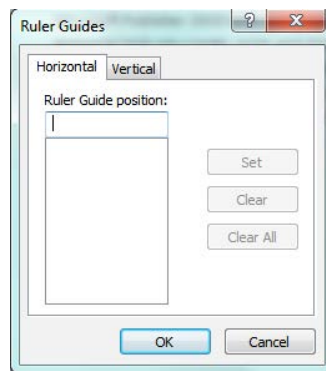 Ruler Guides
Horizontal Vertical
Ruler Guide position:
Set
Clear
Clear All
OK Cancel